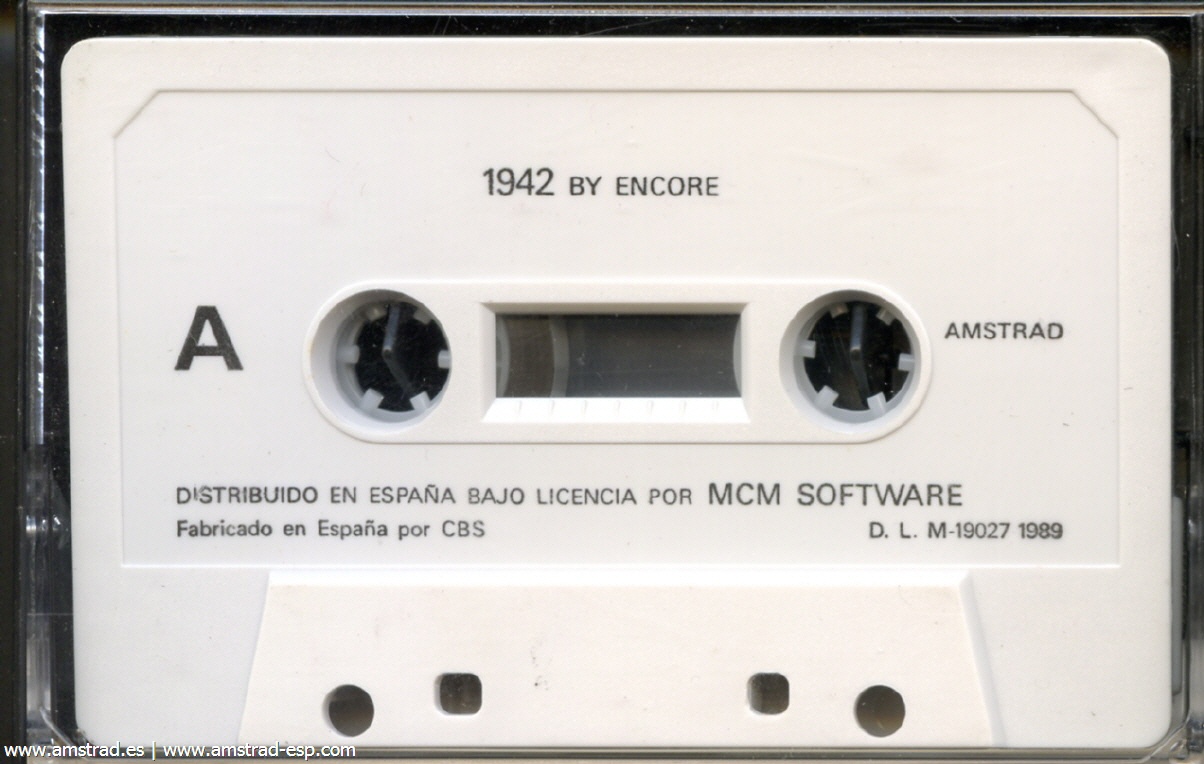 1942 BY ENCORE
A
AMSTRAD
DISTRIBUIDO EN ESPAÑA BAJO LICENCIA POR MCM SOFTWARE
Fabricado en España por CBS D. L. M-19027 1989
www.amstrad.es | www.amstrad-esp.com